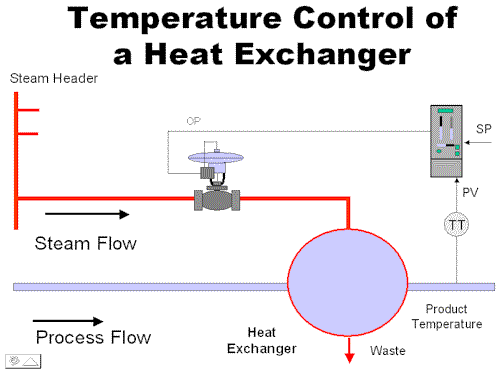 Temperature Control of
a Heat Exchanger
Steam Header
OP
SP
PV
TT
Steam Flow
Product
Temperature
Process Flow
Heat
Exchanger
Waste